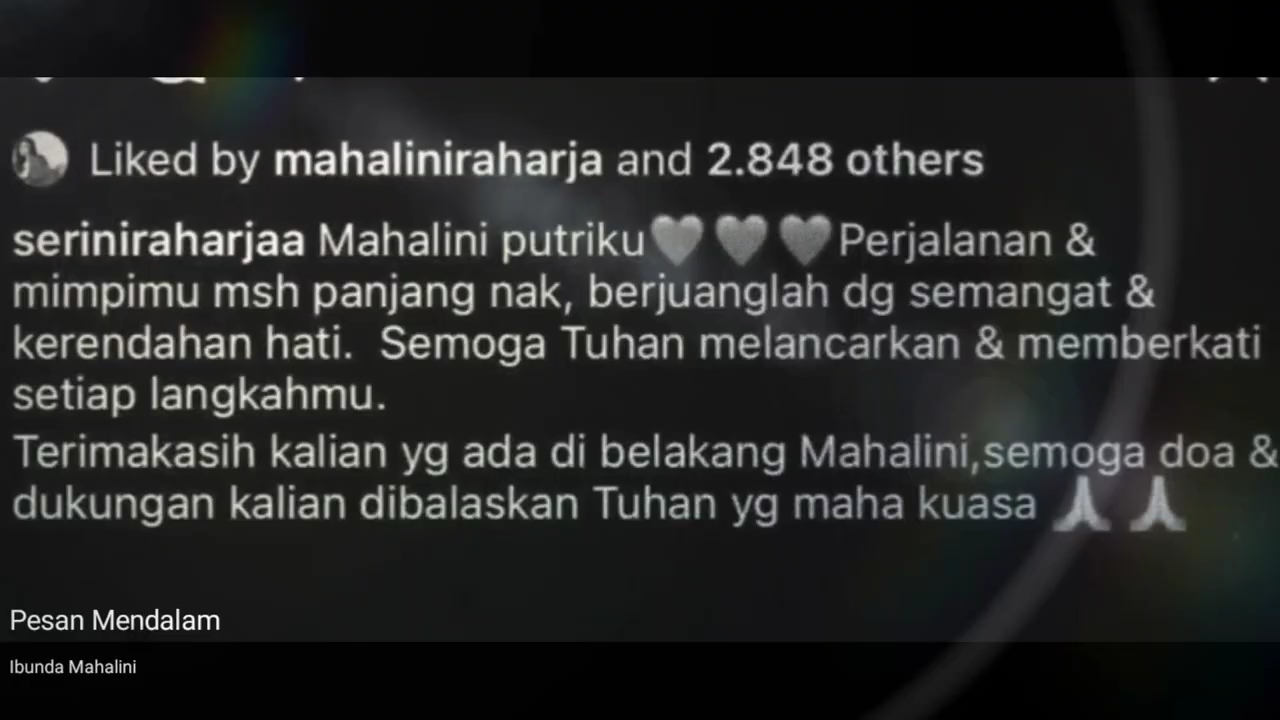 Liked by mahaliniraharja and 2.848 others
seriniraharjaa Mahalini putriku🩶🩶🩶Perjalanan &
mimpimu msh panjang nak, berjuanglah dg semangat &
kerendahan hati. Semoga Tuhan melancarkan & memberkati
setiap langkahmu.
Terimakasih kalian yg ada di belakang Mahalini,semoga doa &
dukungan kalian dibalaskan Tuhan yg maha kuasa 🙏 🙏
Pesan Mendalam
Ibunda Mahalini